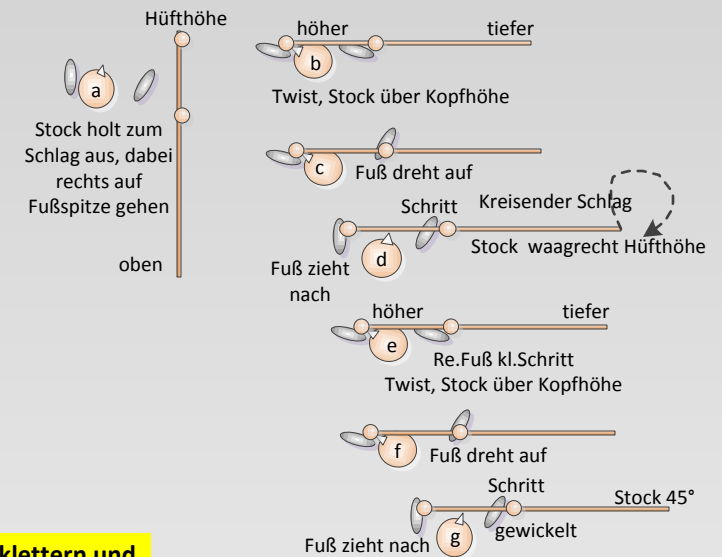 Hüfthöhe
a
Stock holt zum
Schlag aus, dabei
rechts auf
Fußspitze gehen
oben
höher tiefer
b
Twist, Stock über Kopfhöhe
c
Fuß dreht auf
Schritt Kreisender Schlag
d
Stock waagrecht Hüfthöhe
Fuß zieht
nach
höher tiefer
e
Re.Fuß kl.Schritt
Twist, Stock über Kopfhöhe
f
Fuß dreht auf
Schritt
Stock 45°
g
gewickelt
Fuß zieht nach
klettern und